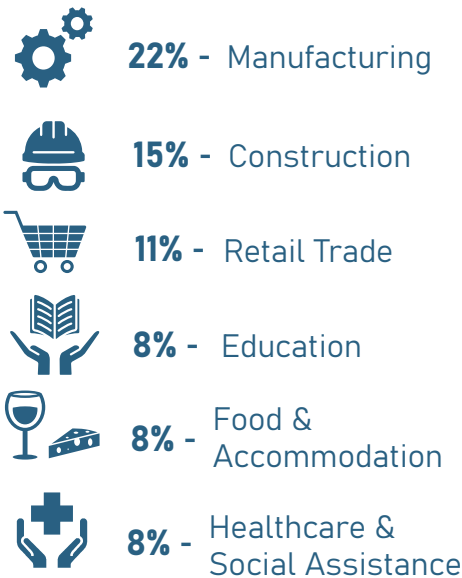 22% - Manufacturing
15% - Construction
11% - Retail Trade
8% - Education
8% - Food &
Accommodation
8% - Healthcare &
Social Assistance